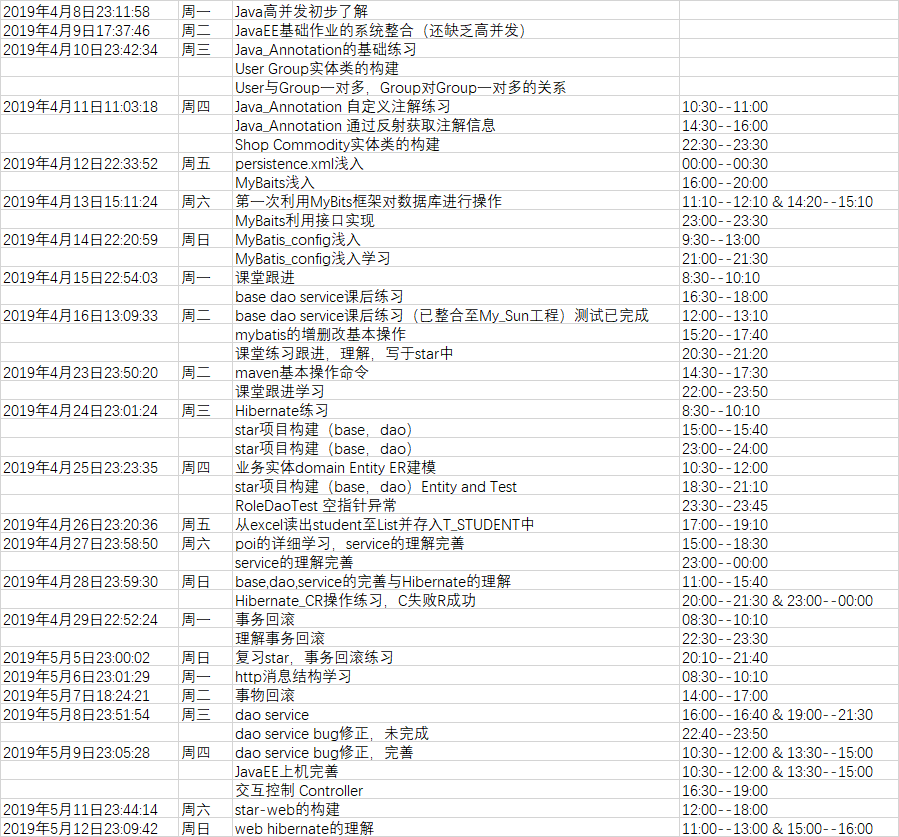 2019年4月8日23:11:58 周一 Java高并发初步了解
2019年4月9日17:37:46 周二 JavaEE基础作业的系统整合（还缺乏高并发）
2019年4月10日23:42:34 周三 Java_Annotation的基础练习
User Group实体类的构建
User与Group一对多，Group对Group一对多的关系
2019年4月11日11:03:18 周四 Java_Annotation 自定义注解练习 10:30--11:00
Java_Annotation 通过反射获取注解信息 14:30--16:00
Shop Commodity实体类的构建 22:30--23:30
2019年4月12日22:33:52 周五 persistence.xml浅入 00:00--00:30
MyBaits浅入 16:00--20:00
2019年4月13日15:11:24 周六 第一次利用MyBits框架对数据库进行操作 11:10--12:10 & 14:20--15:10
MyBaits利用接口实现 23:00--23:30
2019年4月14日22:20:59 周日 MyBatis_config浅入 9:30--13:00
MyBatis_config浅入学习 21:00--21:30
2019年4月15日22:54:03 周一 课堂跟进 8:30--10:10
base dao service课后练习 16:30--18:00
2019年4月16日13:09:33 周二 base dao service课后练习（已整合至My_Sun工程）测试已完成 12:00--13:10
mybatis的增删改基本操作 15:20--17:40
课堂练习跟进，理解，写于star中 20:30--21:20
2019年4月23日23:50:20 周二 maven基本操作命令 14:30--17:30
课堂跟进学习 22:00--23:50
2019年4月24日23:01:24 周三 Hibernate练习 8:30--10:10
star项目构建（base，dao） 15:00--15:40
star项目构建（base，dao） 23:00--24:00
2019年4月25日23:23:35 周四 业务实体domain Entity ER建模 10:30--12:00
star项目构建（base，dao）Entity and Test 18:30--21:10
RoleDaoTest 空指针异常 23:30--23:45
2019年4月26日23:20:36 周五 从excel读出student至List并存入T_STUDENT中 17:00--19:10
2019年4月27日23:58:50 周六 poi的详细学习，service的理解完善 15:00--18:30
service的理解完善 23:00--00:00
2019年4月28日23:59:30 周日 base,dao,service的完善与Hibernate的理解 11:00--15:40
Hibernate_CR操作练习，C失败R成功 20:00--21:30 & 23:00--00:00
2019年4月29日22:52:24 周一 事务回滚 08:30--10:10
理解事务回滚 22:30--23:30
2019年5月5日23:00:02 周日 复习star，事务回滚练习 20:10--21:40
2019年5月6日23:01:29 周一 http消息结构学习 08:30--10:10
2019年5月7日18:24:21 周二 事物回滚 14:00--17:00
2019年5月8日23:51:54 周三 dao service 16:00--16:40 & 19:00--21:30
dao service bug修正，未完成 22:40--23:50
2019年5月9日23:05:28 周四 dao service bug修正，完善 10:30--12:00 & 13:30--15:00
JavaEE上机完善 10:30--12:00 & 13:30--15:00
交互控制 Controller 16:30--19:00
2019年5月11日23:44:14 周六 star-web的构建 12:00--18:00
2019年5月12日23:09:42 周日 web hibernate的理解 11:00--13:00 & 15:00--16:00